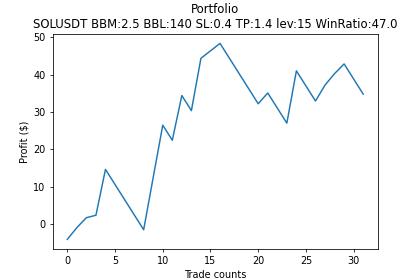 Portfolio
SOLUSDT BBM:2.5 BBL:140 SL:0.4 TP:1.4 lev:15 WinRatio:47.0
50
40
30
20
10
0
Profit ($)
0 5 10 15 20 25 30
Trade counts